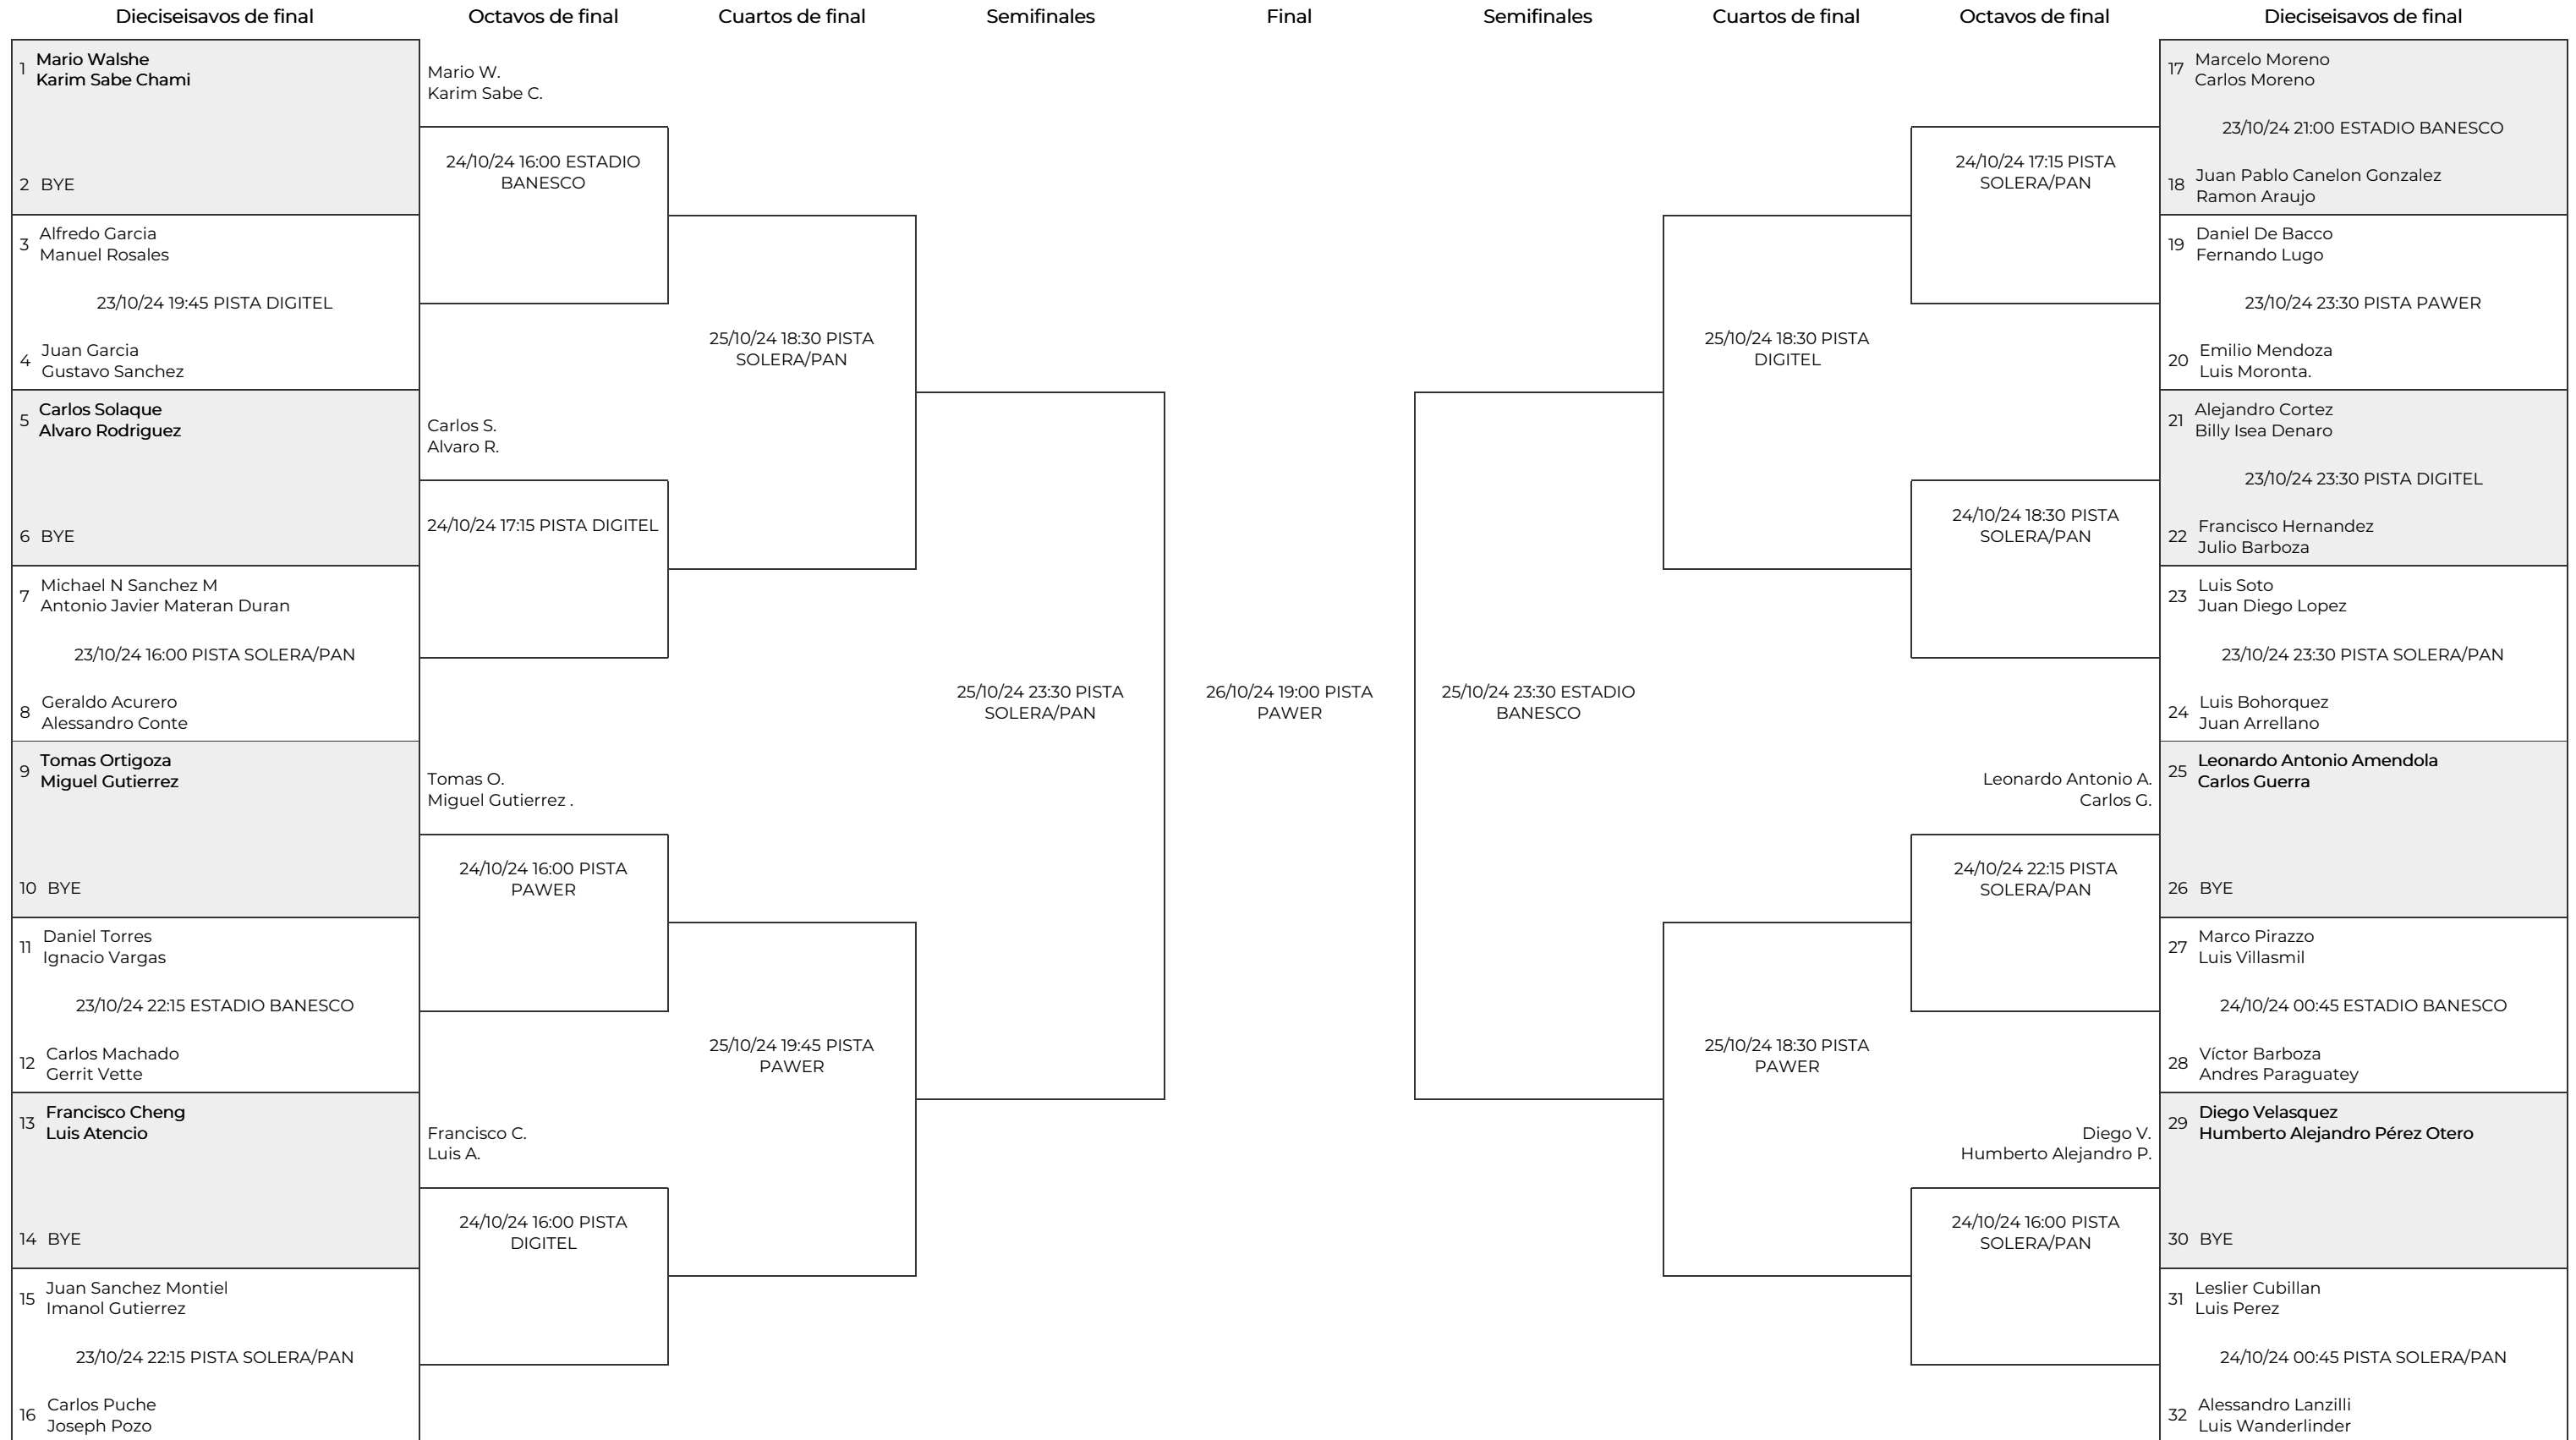 Dieciseisavos de final
Octavos de final
Cuartos de final
Semifinales
Final
Semifinales
Cuartos de final
Octavos de final
Dieciseisavos de final
1
Mario Walshe
Karim Sabe Chami
2 BYE
3
Alfredo Garcia
Manuel Rosales
23/10/24 19:45 PISTA DIGITEL
4
Juan Garcia
Gustavo Sanchez
5
Carlos Solaque
Alvaro Rodriguez
6 BYE
7
Michael N Sanchez M
Antonio Javier Materan Duran
23/10/24 16:00 PISTA SOLERA/PAN
8
Geraldo Acurero
Alessandro Conte
9
Tomas Ortigoza
Miguel Gutierrez
10 BYE
11
Daniel Torres
Ignacio Vargas
23/10/24 22:15 ESTADIO BANESCO
12
Carlos Machado
Gerrit Vette
13
Francisco Cheng
Luis Atencio
14 BYE
15
Juan Sanchez Montiel
Imanol Gutierrez
23/10/24 22:15 PISTA SOLERA/PAN
16
Carlos Puche
Joseph Pozo
Mario W.
Karim Sabe C.
24/10/24 16:00 ESTADIO
BANESCO
Carlos S.
Alvaro R.
24/10/24 17:15 PISTA DIGITEL
Tomas O.
Miguel Gutierrez .
24/10/24 16:00 PISTA
PAWER
Francisco C.
Luis A.
24/10/24 16:00 PISTA
DIGITEL
25/10/24 18:30 PISTA
SOLERA/PAN
25/10/24 19:45 PISTA
PAWER
25/10/24 23:30 PISTA
SOLERA/PAN
26/10/24 19:00 PISTA
PAWER
25/10/24 23:30 ESTADIO
BANESCO
25/10/24 18:30 PISTA
DIGITEL
25/10/24 18:30 PISTA
PAWER
24/10/24 17:15 PISTA
SOLERA/PAN
24/10/24 18:30 PISTA
SOLERA/PAN
Leonardo Antonio A.
Carlos G.
24/10/24 22:15 PISTA
SOLERA/PAN
Diego V.
Humberto Alejandro P.
24/10/24 16:00 PISTA
SOLERA/PAN
17
Marcelo Moreno
Carlos Moreno
23/10/24 21:00 ESTADIO BANESCO
18
Juan Pablo Canelon Gonzalez
Ramon Araujo
19
Daniel De Bacco
Fernando Lugo
23/10/24 23:30 PISTA PAWER
20
Emilio Mendoza
Luis Moronta.
21
Alejandro Cortez
Billy Isea Denaro
23/10/24 23:30 PISTA DIGITEL
22
Francisco Hernandez
Julio Barboza
23
Luis Soto
Juan Diego Lopez
23/10/24 23:30 PISTA SOLERA/PAN
24
Luis Bohorquez
Juan Arrellano
25
Leonardo Antonio Amendola
Carlos Guerra
26 BYE
27
Marco Pirazzo
Luis Villasmil
24/10/24 00:45 ESTADIO BANESCO
28
Víctor Barboza
Andres Paraguatey
29
Diego Velasquez
Humberto Alejandro Pérez Otero
30 BYE
31
Leslier Cubillan
Luis Perez
24/10/24 00:45 PISTA SOLERA/PAN
32
Alessandro Lanzilli
Luis Wanderlinder